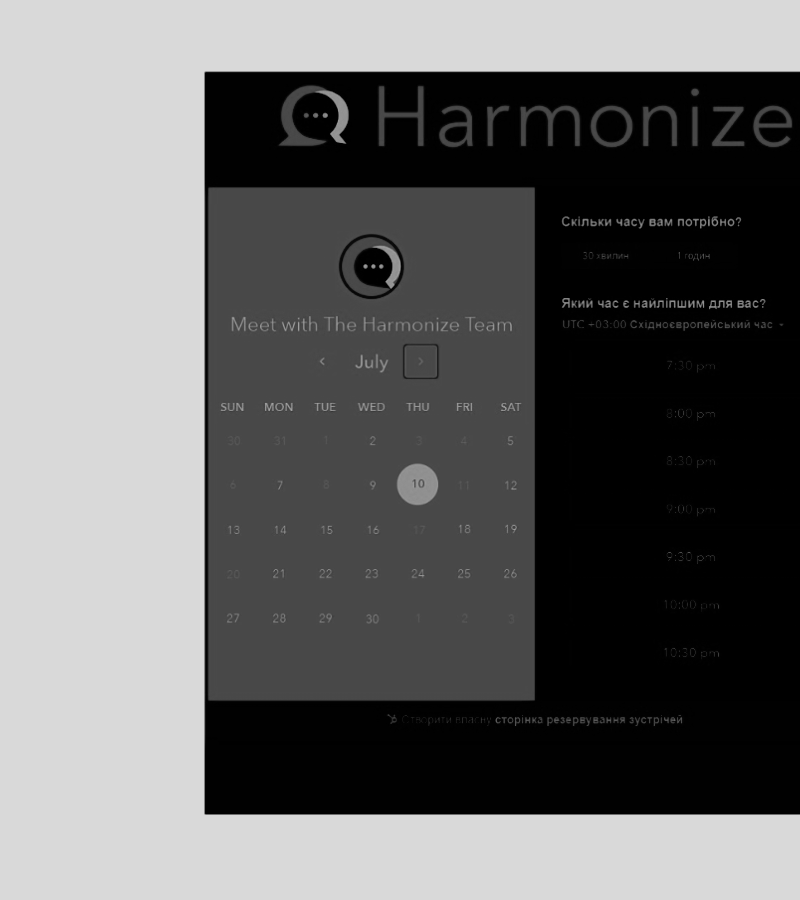 Harmonize
Meet with The Harmonize Team
July
SUN MON TUE WED THU FRI SAT
30 31 1 2 3 4 5
6 7 8 9 10 11 12
13 14 15 16 17 18 19
20 21 22 23 24 25 26
27 28 29 30 1 2 3
Скільки часу вам потрібно?
30 хвилин 1 годин
Який час є найліпшим для вас?
UTC +03:00 Східноєвропейський час
7:30 pm
8:00 pm
8:30 pm
9:00 pm
9:30 pm
10:00 pm
10:30 pm
Створити власну сторінка резервування зустрічей